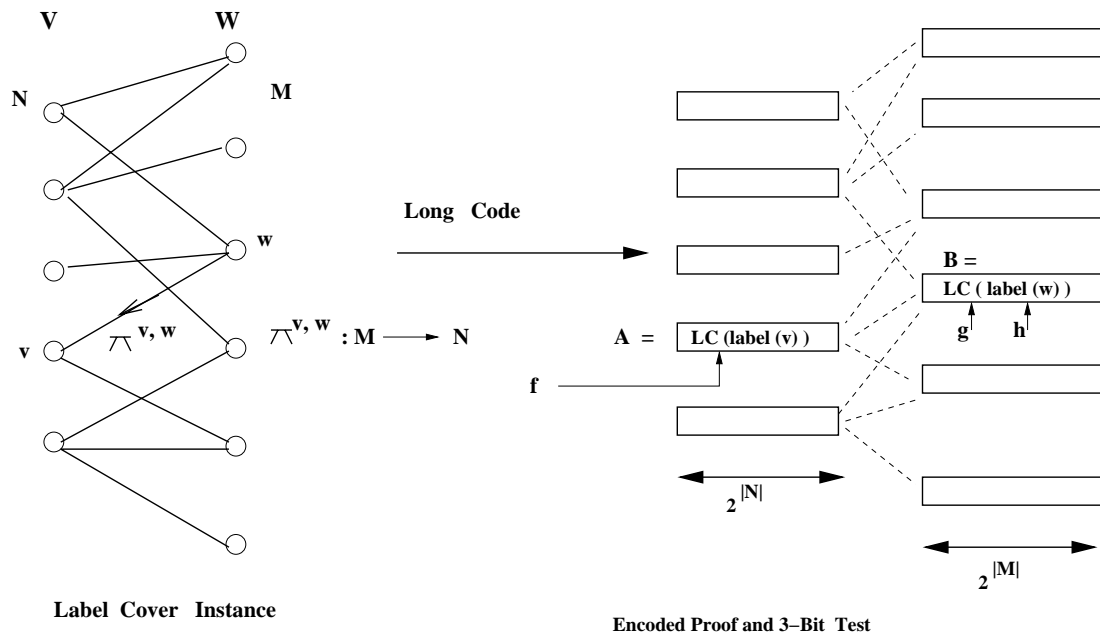 V
W
N
M
w
π v, w
v
π v, w : M → N
Label Cover Instance
Long Code
A =
LC (label (v) )
f
B =
LC ( label (w) )
g
h
2 |N|
2 |M|
Encoded Proof and 3−Bit Test